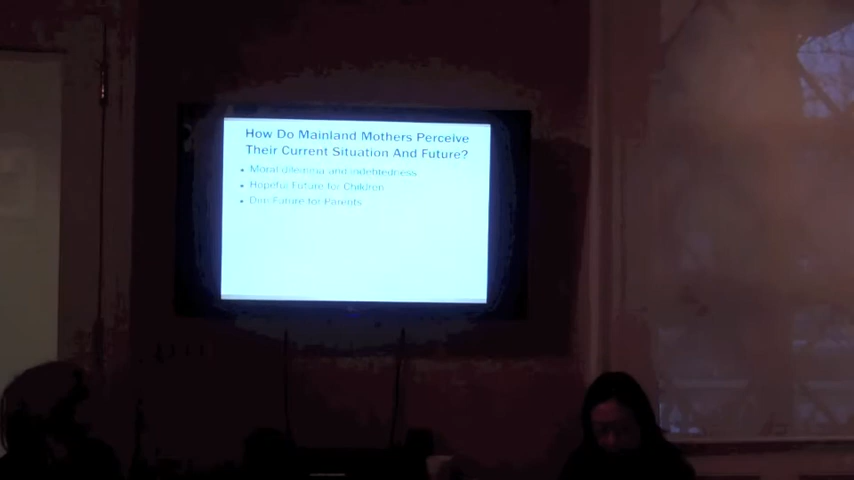 How Do Mainland Mothers Perceive
Their Current Situation And Future?
• Moral dilemma and indebtedness
• Hopeful Future for Children
• Dim Future for Parents